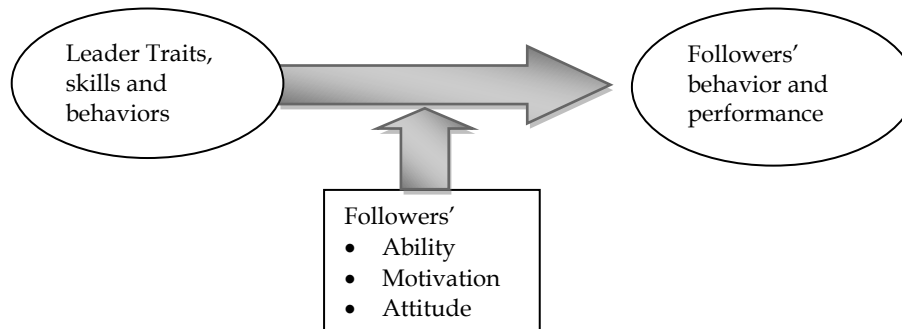 Leader Traits,
skills and
behaviors
Followers’
behavior and
performance
Followers’
• Ability
• Motivation
• Attitude